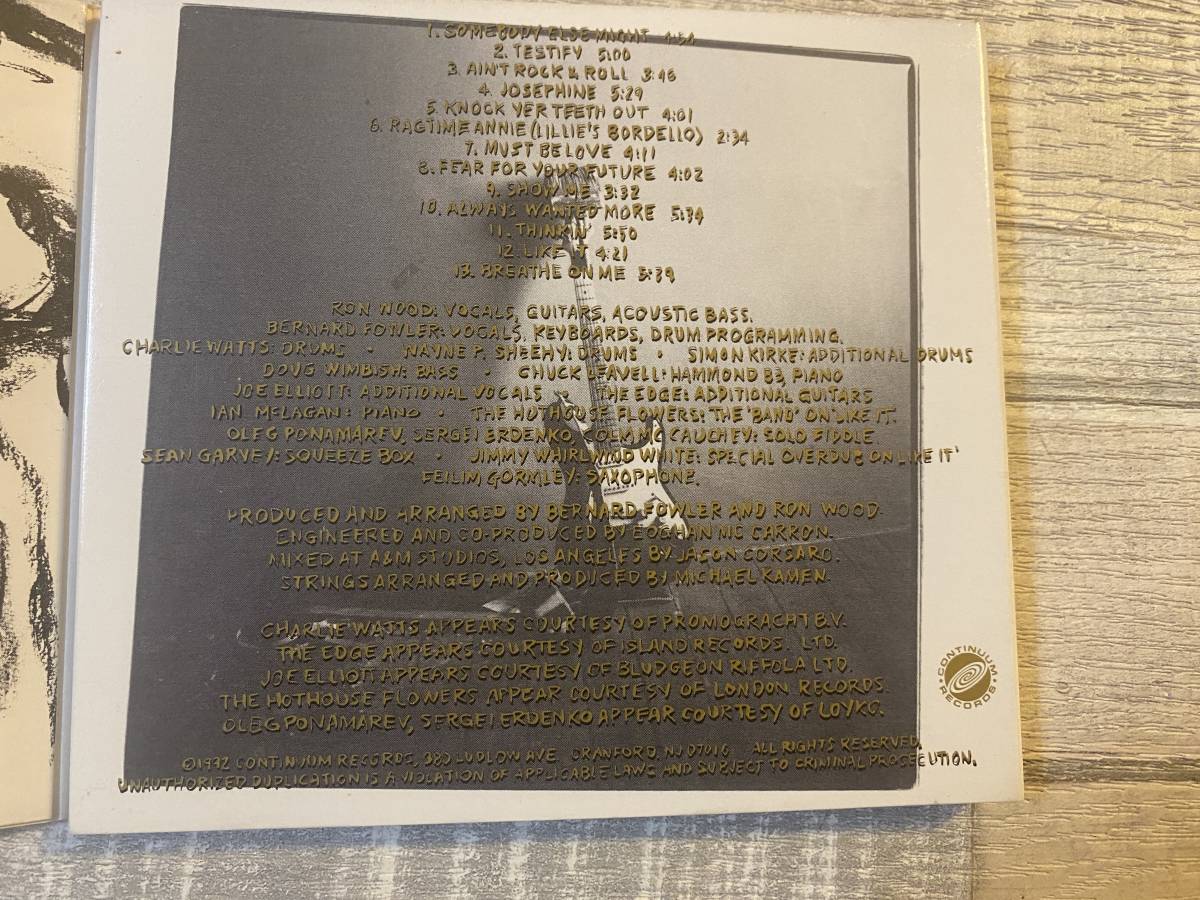 1. SOMEBODY ELSE MIGHT 4:34
2. TESTIFY 5:00
3. AIN'T ROCK & ROLL 3:46
4. JOSEPHINE 5:29
5. KNOCK YER TEETH OUT 4:01
6. RAGTIME ANNIE (LILLIE'S BORDELLO) 2:34
7. MUST BE LOVE 4:11
8. FEAR FOR YOUR FUTURE 4:02
9. SHOW ME 3:32
10. ALWAYS WANTED MORE 5:34
11. THINKIN' 5:50
12. LIKE IT 4:21
13. BREATHE ON ME 5:39
RON WOOD: VOCALS, GUITARS, ACOUSTIC BASS.
BERNARD FOWLER: VOCALS, KEYBOARDS, DRUM PROGRAMMING.
CHARLIE WATTS: DRUMS • WAYNE P. SHEEHY: DRUMS • SIMON KIRKE: ADDITIONAL DRUMS
DOUG WIMBISH: BASS • CHUCK LEAVELL: HAMMOND B3, PIANO
JOE ELLIOTT: ADDITIONAL VOCALS THE EDGE: ADDITIONAL GUITARS
IAN McLAGAN: PIANO • THE HOTHOUSE FLOWERS: THE 'BAND' ON 'LIKE IT'.
OLEG PONAMAREV, SERGEI ERDENKO, COLM MC CAUGHEY: SOLO FIDDLE
SEAN GARVEY: SQUEEZE BOX • JIMMY WHIRLWIND WHITE: SPECIAL OVERDUB ON 'LIKE IT'
FEILIM GORMLEY: SAXOPHONE.
PRODUCED AND ARRANGED BY BERNARD FOWLER AND RON WOOD.
ENGINEERED AND CO-PRODUCED BY EOGHAN MC CARRON.
MIXED AT A&M STUDIOS, LOS ANGELES BY JASON CORSARO.
STRINGS ARRANGED AND PRODUCED BY MICHAEL KAMEN.
CHARLIE WATTS APPEARS COURTESY OF PROMOGRACHT B.V.
THE EDGE APPEARS COURTESY OF ISLAND RECORDS LTD.
JOE ELLIOTT APPEARS COURTESY OF BLUDGEON RIFFOLA LTD.
THE HOTHOUSE FLOWERS APPEAR COURTESY OF LONDON RECORDS.
OLEG PONAMAREV, SERGEI ERDENKO APPEAR COURTESY OF LOYKO.
©1992 CONTINUUM RECORDS, 380 LUDLOW AVE. CRANFORD, NJ 07016 ALL RIGHTS RESERVED.
UNAUTHORIZED DUPLICATION IS A VIOLATION OF APPLICABLE LAWS AND SUBJECT TO CRIMINAL PROSECUTION.
CONTINUUM • RECORDS •